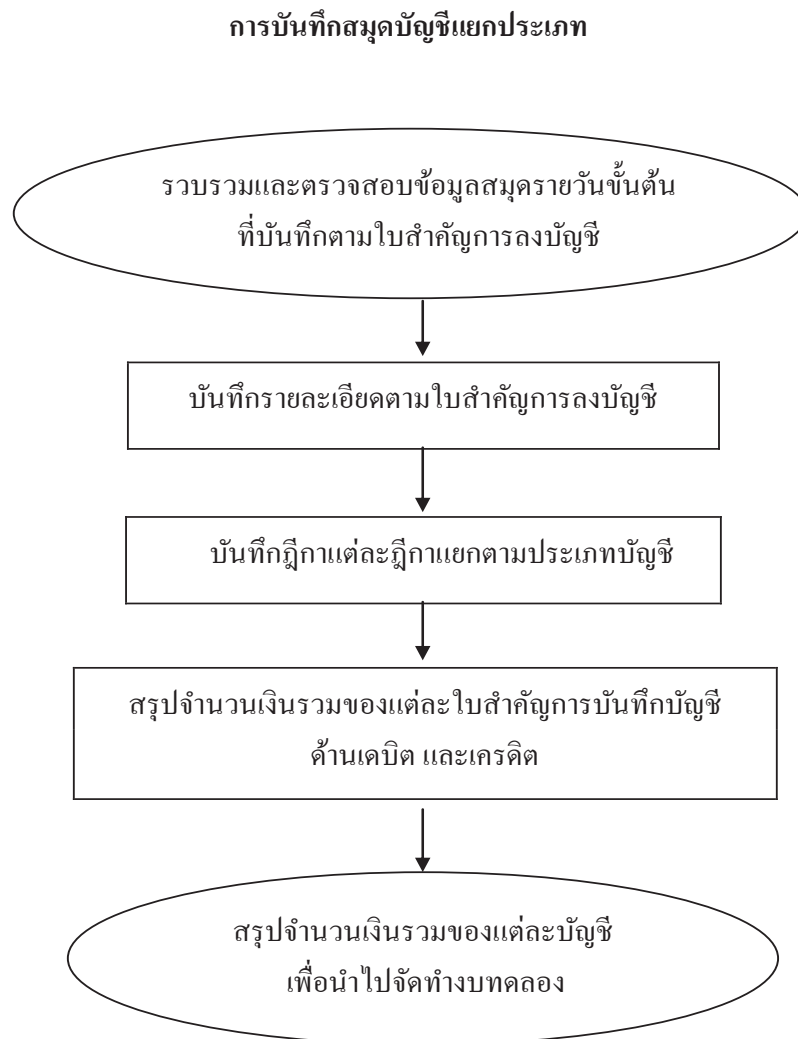 การบันทึกสมุดบัญชีแยกประเภท
รวบรวมและตรวจสอบข้อมูลสมุดรายวันขั้นต้น
ที่บันทึกตามใบสำคัญการลงบัญชี
บันทึกรายละเอียดตามใบสำคัญการลงบัญชี
บันทึกฎีกาแต่ละฎีกาแยกตามประเภทบัญชี
สรุปจำนวนเงินรวมของแต่ละใบสำคัญการบันทึกบัญชี
ด้านเดบิต และเครดิต
สรุปจำนวนเงินรวมของแต่ละบัญชี
เพื่อนำไปจัดทำงบทดลอง